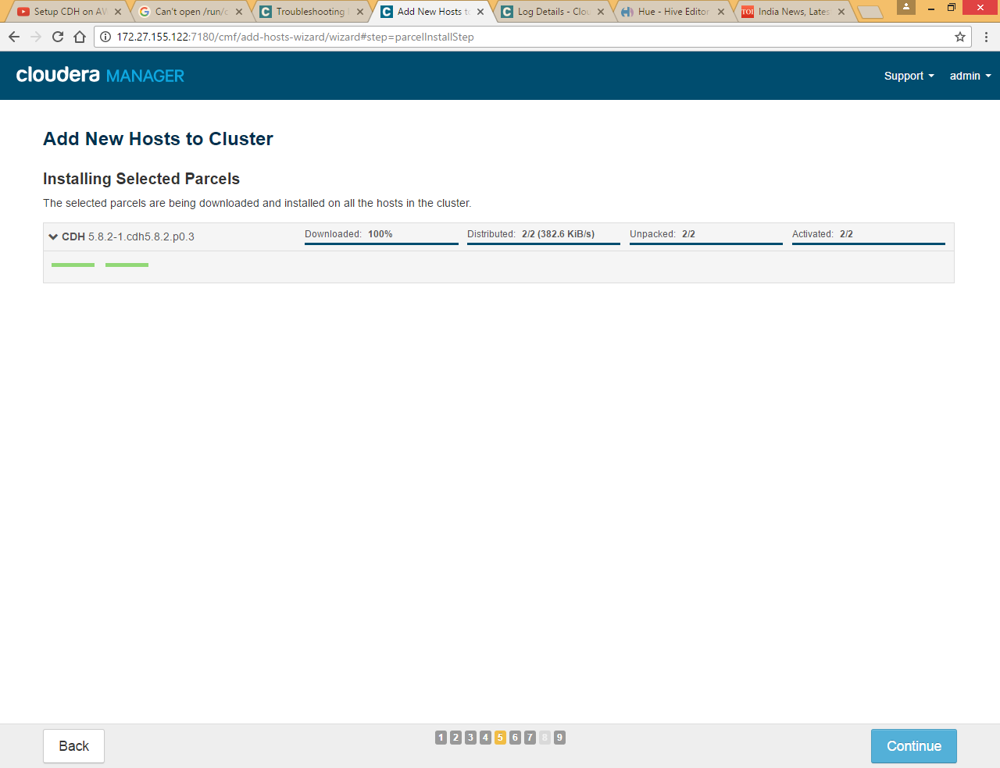 Setup CDH on AW
Can't open /run/c
Troubleshooting
Add New Hosts to
Log Details - Clou
Hue - Hive Editor
TOI
India News, Lates
172.27.155.122:7180/cmf/add-hosts-wizard/wizard#step=parcelInstallStep
cloudera MANAGER
Support
admin
Add New Hosts to Cluster
Installing Selected Parcels
The selected parcels are being downloaded and installed on all the hosts in the cluster.
CDH 5.8.2-1.cdh5.8.2.p0.3
Downloaded: 100%
Distributed: 2/2 (382.6 KiB/s)
Unpacked: 2/2
Activated: 2/2
Back
1 2 3 4 5 6 7 8 9
Continue